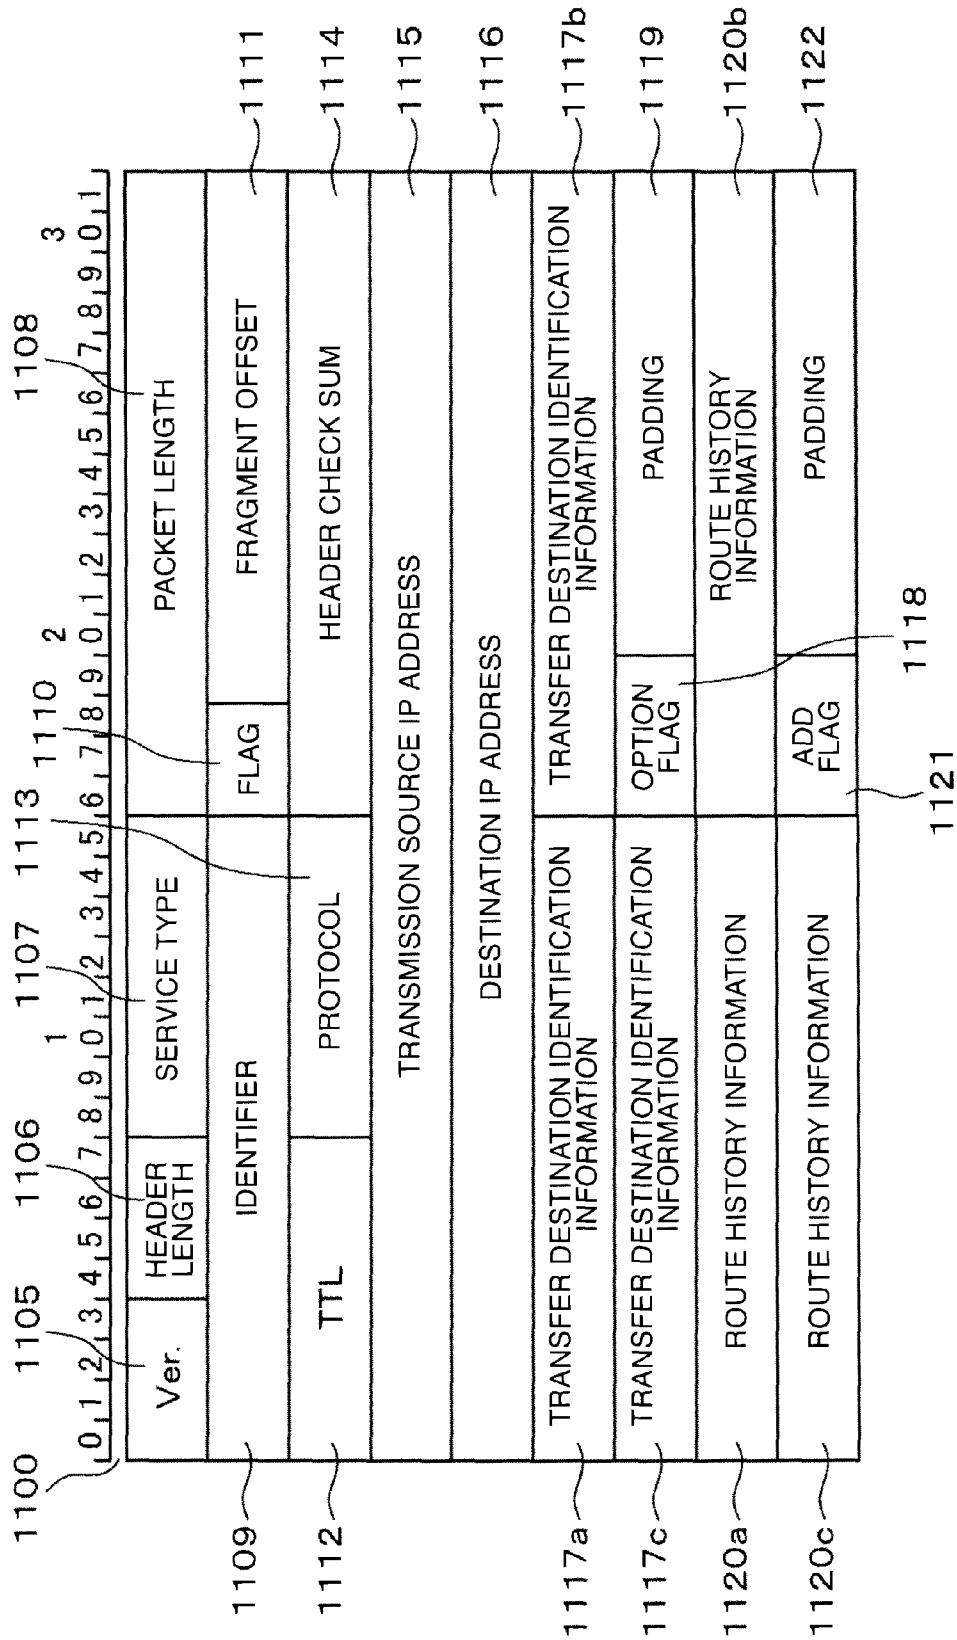 1100
1105
1106
1107
1113
1110
1108
1 2 3
0 1 2 3 4 5 6 7 8 9 0 1 2 3 4 5 6 7 8 9 0 1 2 3 4 5 6 7 8 9 0 1
Ver.
HEADER
LENGTH
SERVICE TYPE
PACKET LENGTH
1109
IDENTIFIER
FLAG
FRAGMENT OFFSET
1111
1112
TTL
PROTOCOL
HEADER CHECK SUM
1114
TRANSMISSION SOURCE IP ADDRESS
1115
DESTINATION IP ADDRESS
1116
1117a
TRANSFER DESTINATION IDENTIFICATION
INFORMATION
TRANSFER DESTINATION IDENTIFICATION
INFORMATION
1117b
1117c
TRANSFER DESTINATION IDENTIFICATION
INFORMATION
OPTION
FLAG
PADDING
1119
1120a
ROUTE HISTORY INFORMATION
ROUTE HISTORY
INFORMATION
1120b
1120c
ROUTE HISTORY INFORMATION
ADD
FLAG
PADDING
1122
1118
1121